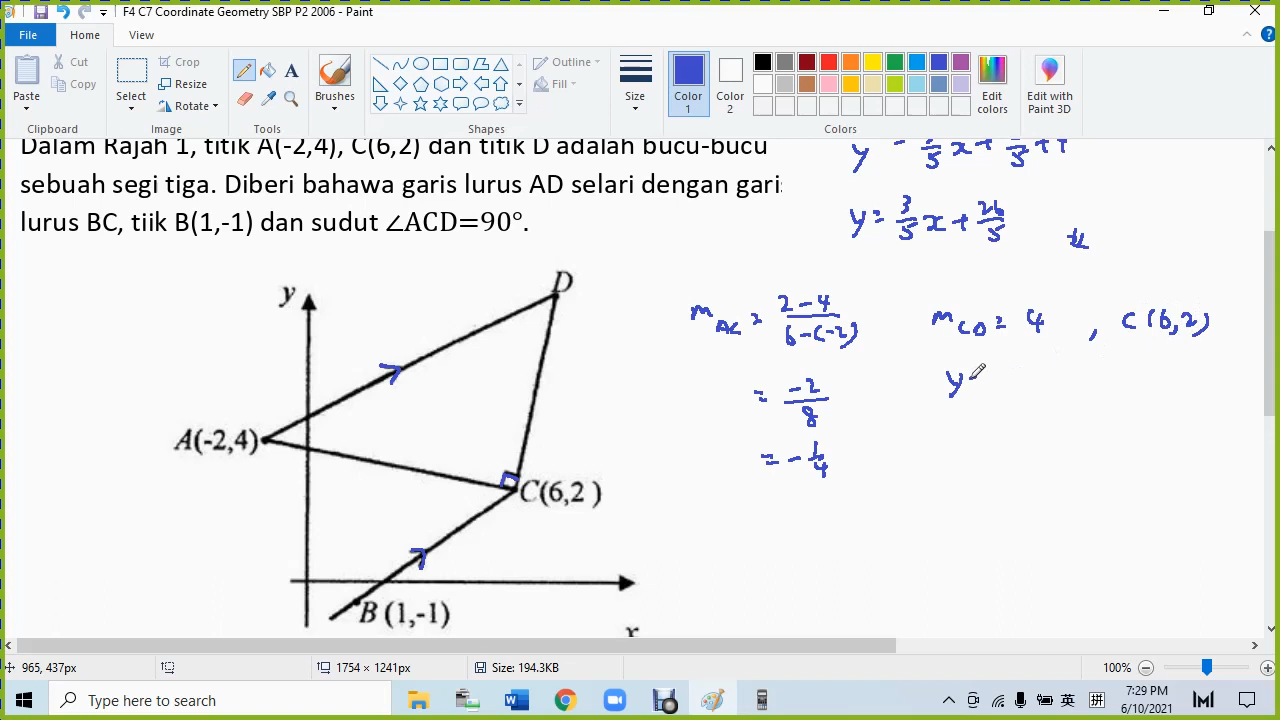 F4 C7 Coordinate Geometry SBP P2 2006 - Paint
File Home View
Paste Cut Copy
Select Crop Resize Rotate
A Brushes
Outline Fill
Size
Color 1
Color 2
Edit colors
Edit with Paint 3D
Clipboard Image Tools Shapes Colors
Dalam Rajah 1, titik A(-2,4), C(6,2) dan titik D adalah bucu-bucu
sebuah segi tiga. Diberi bahawa garis lurus AD selari dengan garis
lurus BC, tiik B(1,-1) dan sudut ∠ACD=90°.
y = 3/5 x + 26/5
y
D
A(-2,4)
C(6,2 )
B (1,-1)
x
m_AC = (2-4)/(6-(-2))
= -2/8
= -1/4
m_CD = 4 , C(6,2)
y
965, 437px
1754 × 1241px
Size: 194.3KB
100%
Type here to search
英
拼
7:29 PM
6/10/2021